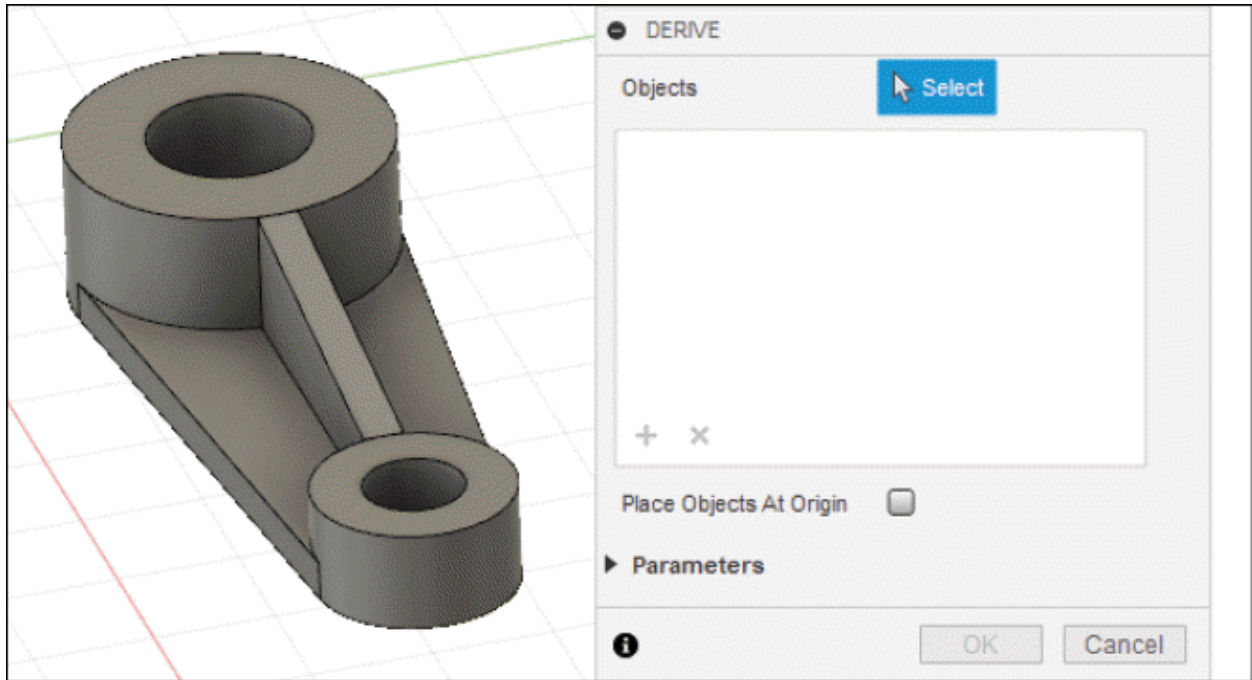 DERIVE
Objects Select
Place Objects At Origin
Parameters
OK Cancel